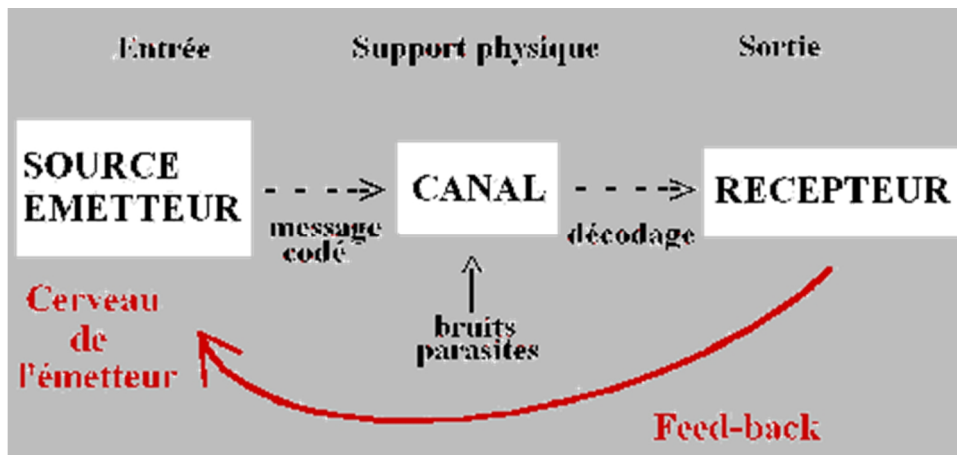 Entrée
Support physique
Sortie
SOURCE
EMETTEUR
message
codé
CANAL
décodage
RECEPTEUR
bruits
parasites
Cerveau
de
l'émetteur
Feed-back